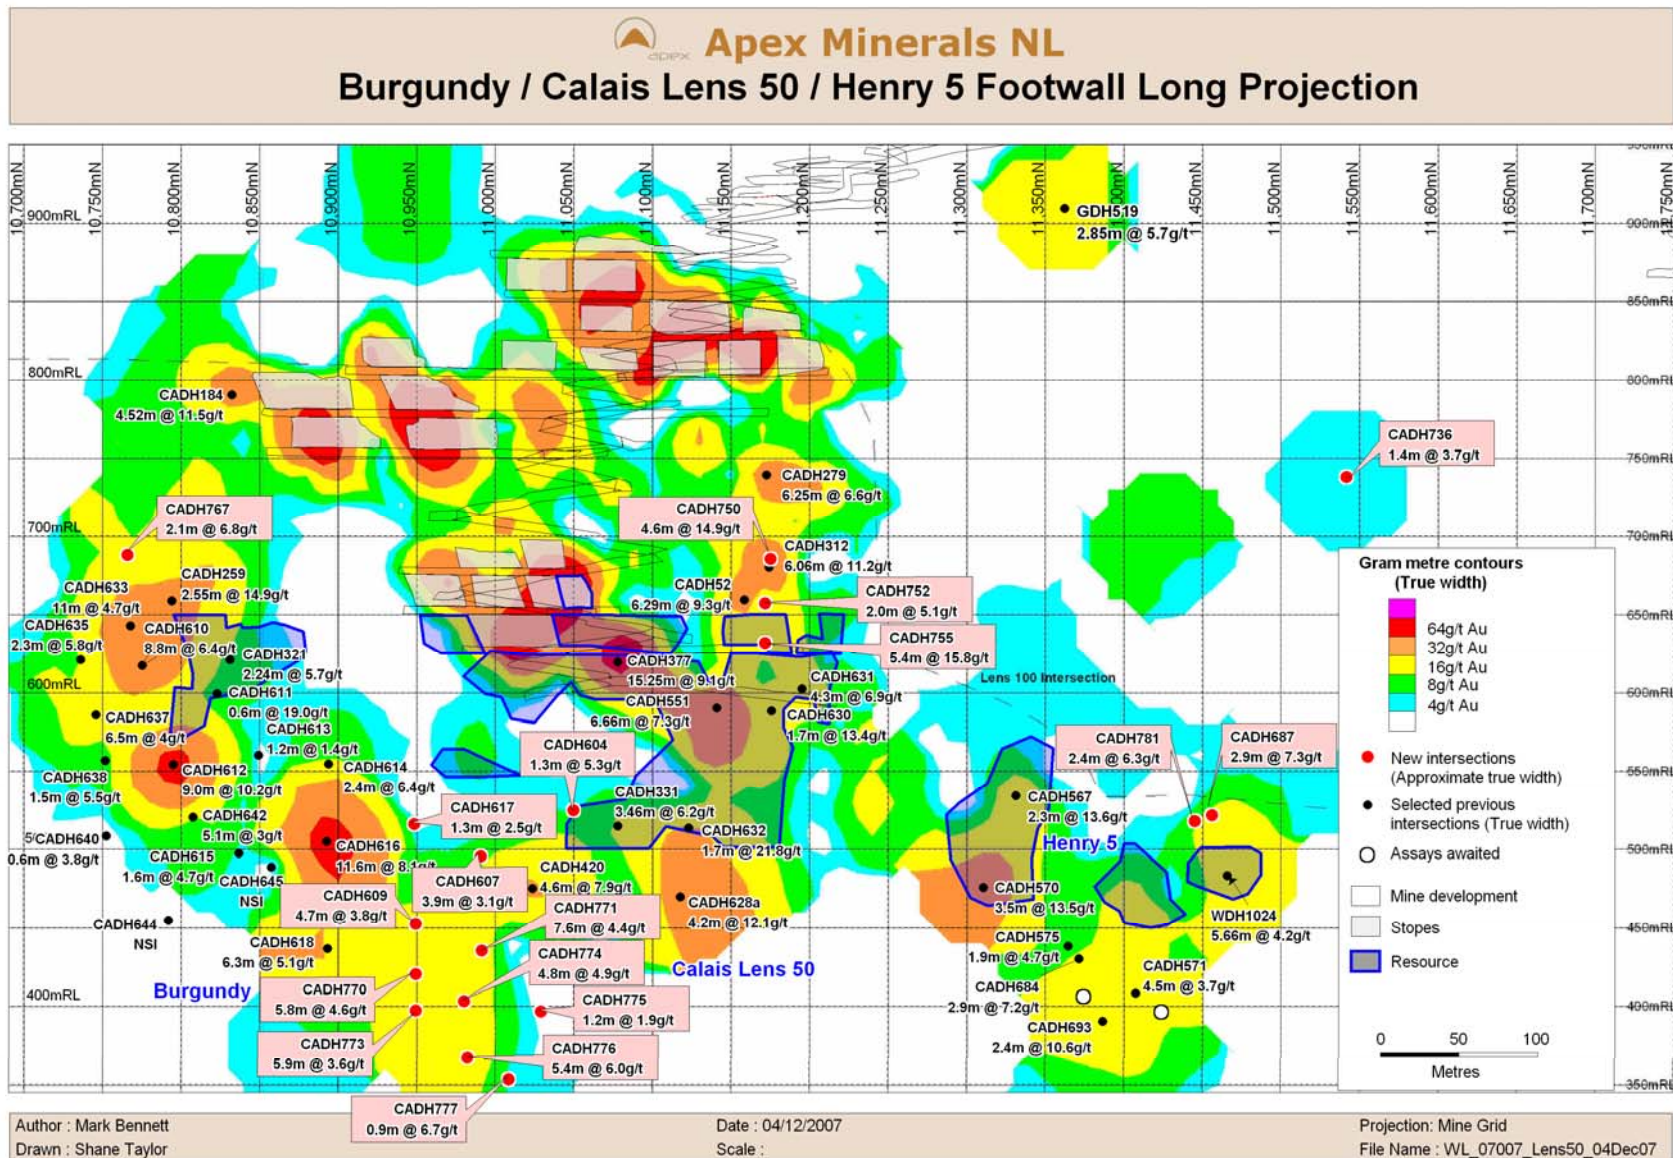 apex
Apex Minerals NL
Burgundy / Calais Lens 50 / Henry 5 Footwall Long Projection
10.700mN
10.750mN
10.800mN
10.850mN
10.900mN
10.950mN
11.000mN
11.050mN
11.100mN
11.150mN
11.200mN
11.250mN
11.300mN
11.350mN
11.450mN
11.500mN
11.550mN
11.600mN
11.650mN
11.750mN
900mRL
900mRL
GDH519
2.85m @ 5.7g/t
850mRL
800mRL
800mRL
CADH184
4.52m @ 11.5g/t
CADH736
1.4m @ 3.7g/t
750mRL
CADH279
6.25m @ 6.6g/t
CADH767
2.1m @ 6.8g/t
CADH750
4.6m @ 14.9g/t
700mRL
700mRL
CADH312
6.06m @ 11.2g/t
CADH633
11m @ 4.7g/t
CADH259
2.55m @ 14.9g/t
CADH52
6.29m @ 9.3g/t
CADH752
2.0m @ 5.1g/t
650mRL
CADH635
2.3m @ 5.8g/t
CADH610
8.8m @ 6.4g/t
CADH755
5.4m @ 15.8g/t
CADH321
2.24m @ 5.7g/t
CADH377
15.25m @ 9.1g/t
CADH631
4.3m @ 6.9g/t
Lens 100 Intersection
600mRL
600mRL
CADH611
0.6m @ 19.0g/t
CADH551
6.66m @ 7.3g/t
CADH630
1.7m @ 13.4g/t
CADH637
6.5m @ 4g/t
CADH613
1.2m @ 1.4g/t
CADH604
1.3m @ 5.3g/t
CADH781
2.4m @ 6.3g/t
CADH687
2.9m @ 7.3g/t
CADH638
1.5m @ 5.5g/t
CADH612
9.0m @ 10.2g/t
CADH614
2.4m @ 6.4g/t
550mRL
CADH617
1.3m @ 2.5g/t
CADH331
3.46m @ 6.2g/t
CADH567
2.3m @ 13.6g/t
CADH642
5.1m @ 3g/t
CADH632
1.7m @ 21.8g/t
CADH640
0.6m @ 3.8g/t
CADH615
1.6m @ 4.7g/t
CADH616
11.6m @ 8.1g/t
Henry 5
500mRL
CADH645
NSI
CADH607
3.9m @ 3.1g/t
CADH420
4.6m @ 7.9g/t
CADH609
4.7m @ 3.8g/t
CADH628a
4.2m @ 12.1g/t
CADH570
3.5m @ 13.5g/t
WDH1024
5.66m @ 4.2g/t
CADH644
NSI
CADH771
7.6m @ 4.4g/t
450mRL
CADH618
6.3m @ 5.1g/t
CADH575
1.9m @ 4.7g/t
CADH774
4.8m @ 4.9g/t
Calais Lens 50
CADH571
4.5m @ 3.7g/t
Burgundy
CADH770
5.8m @ 4.6g/t
CADH684
2.9m @ 7.2g/t
400mRL
400mRL
CADH775
1.2m @ 1.9g/t
CADH693
2.4m @ 10.6g/t
CADH773
5.9m @ 3.6g/t
CADH776
5.4m @ 6.0g/t
350mRL
CADH777
0.9m @ 6.7g/t
Gram metre contours
(True width)
64g/t Au
32g/t Au
16g/t Au
8g/t Au
4g/t Au
New intersections
(Approximate true width)
Selected previous
intersections (True width)
Assays awaited
Mine development
Stopes
Resource
0 50 100
Metres
Author : Mark Bennett
Drawn : Shane Taylor
Date : 04/12/2007
Scale :
Projection: Mine Grid
File Name : WL_07007_Lens50_04Dec07